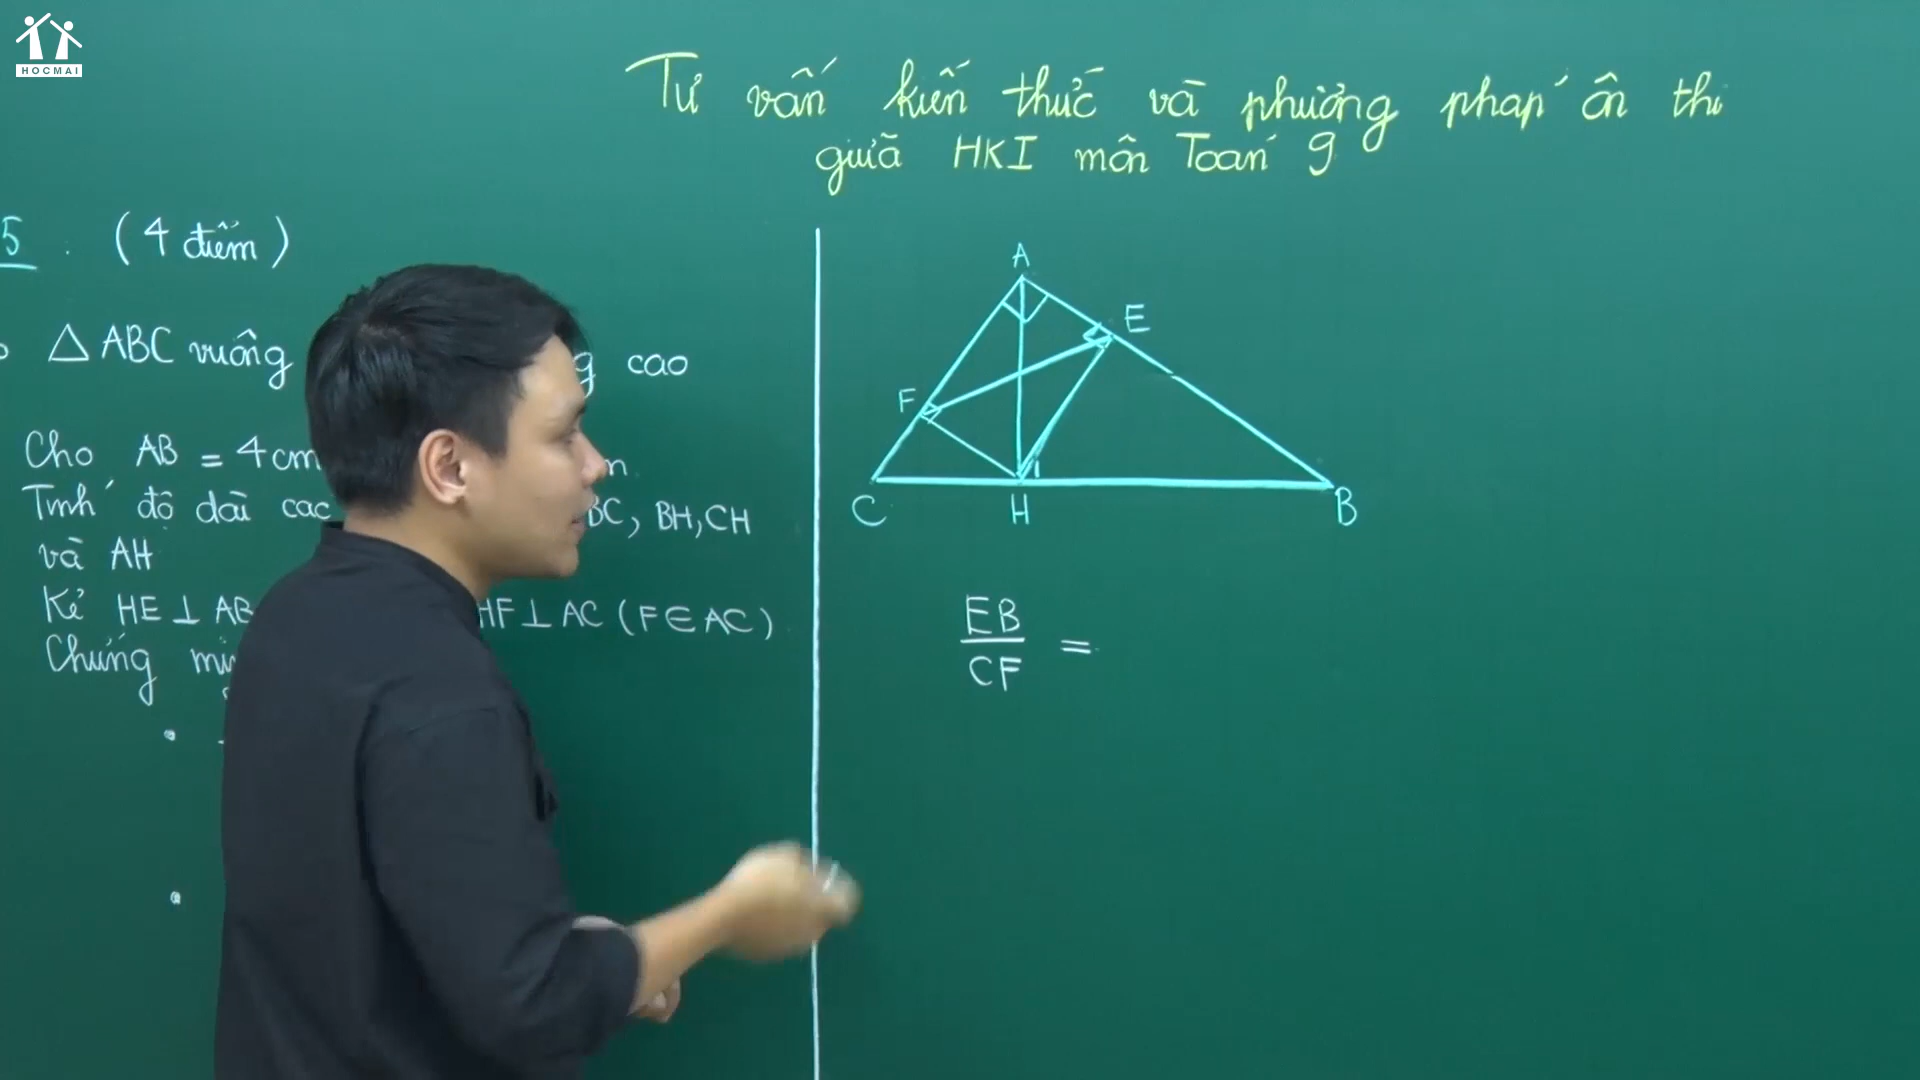 HOCMAI
Tư vấn kiến thức và phương pháp ôn thi
giữa HKI môn Toán 9
5 : (4 điểm)
△ABC vuông cao
Cho AB = 4cm
Tính độ dài các BC, BH, CH
và AH
Kẻ HE ⊥ AB HF ⊥ AC (F ∈ AC)
Chứng
A
E
F
C
H
B
EB
CF =